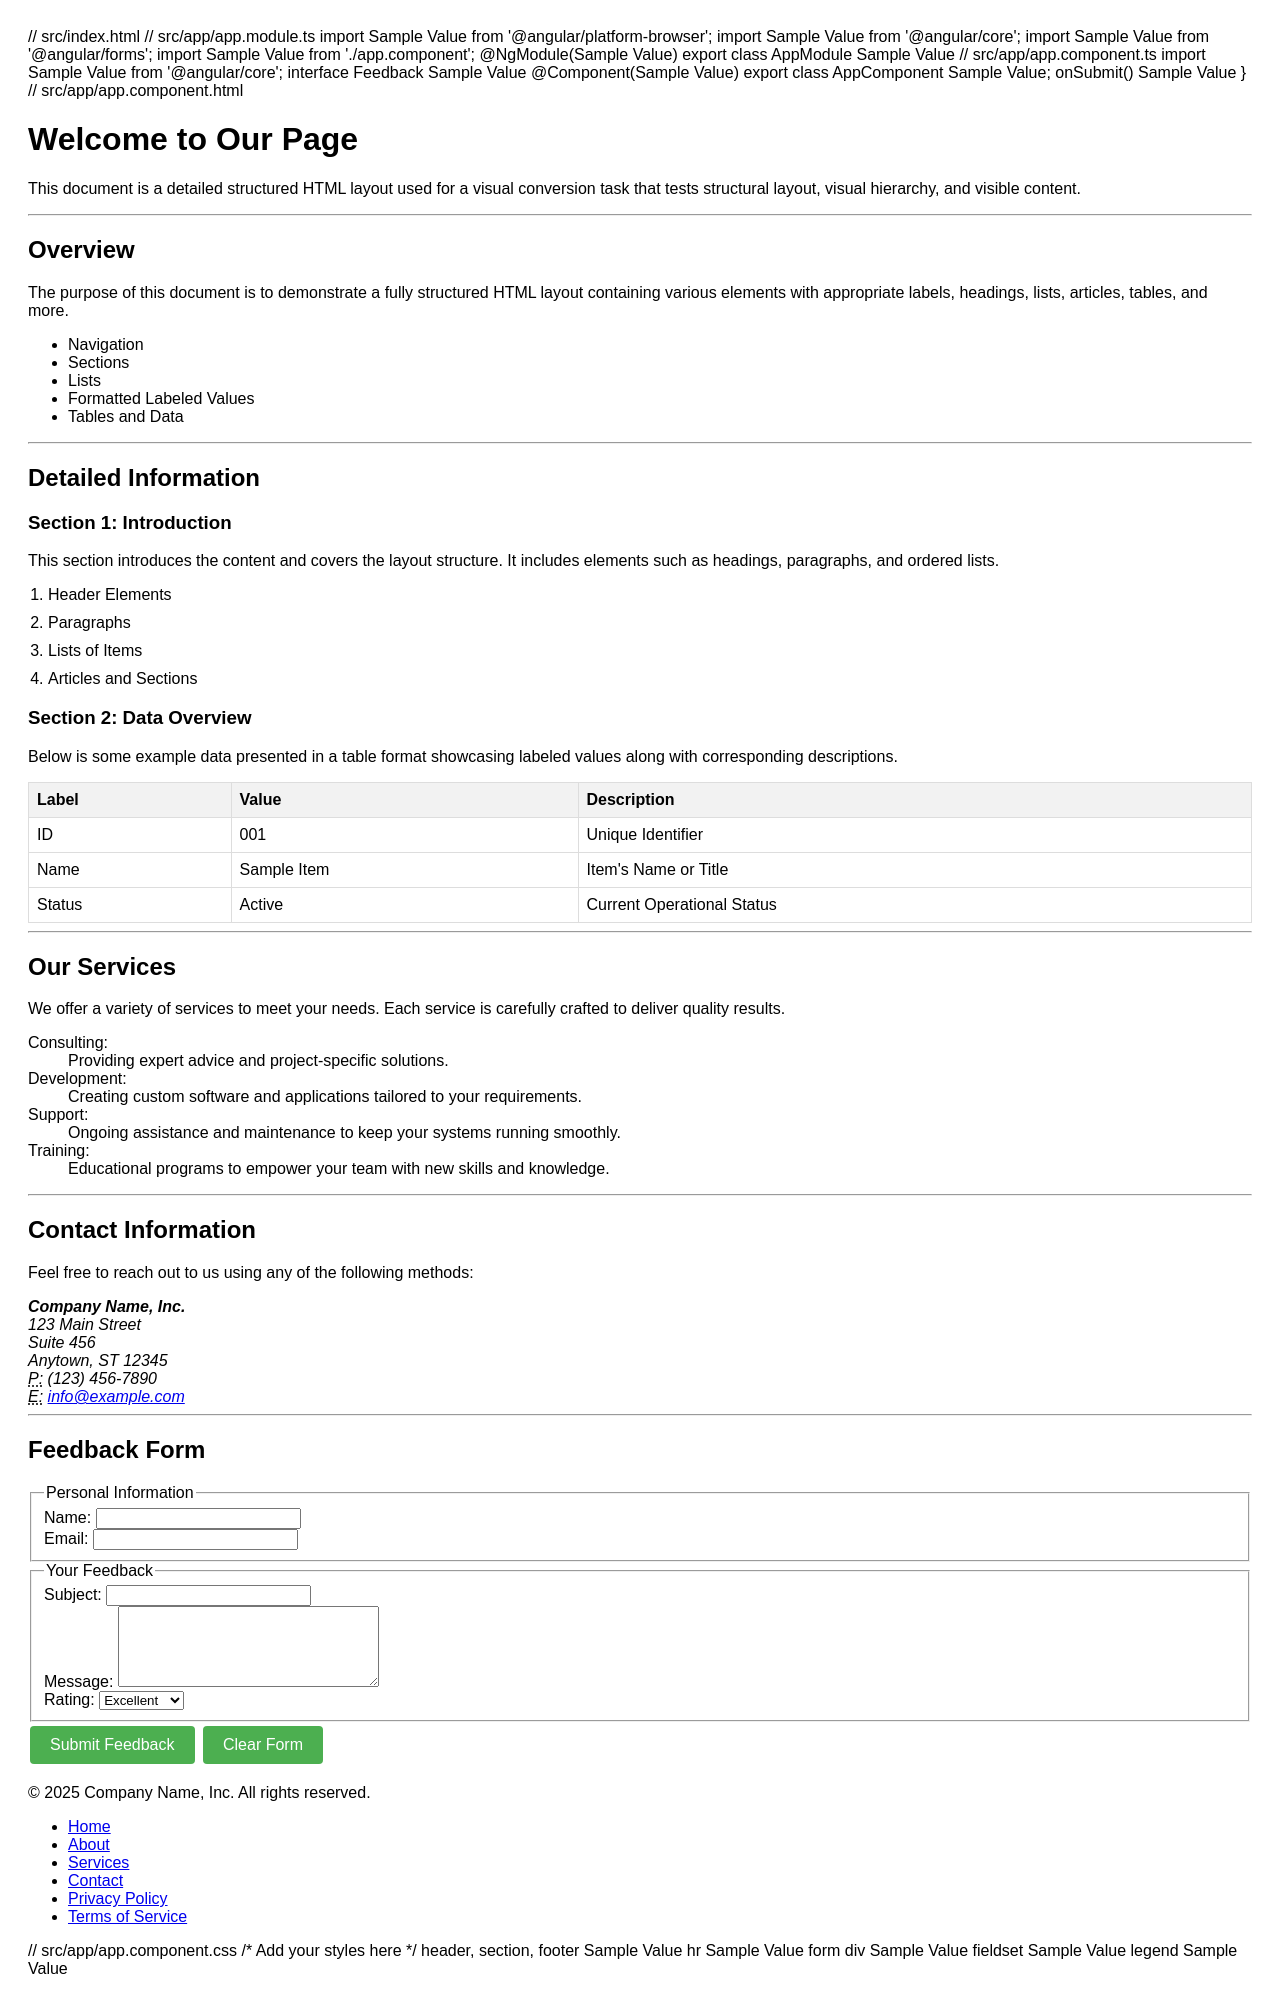 // src/index.html // src/app/app.module.ts import Sample Value from '@angular/platform-browser'; import Sample Value from '@angular/core'; import Sample Value from
'@angular/forms'; import Sample Value from './app.component'; @NgModule(Sample Value) export class AppModule Sample Value // src/app/app.component.ts import
Sample Value from '@angular/core'; interface Feedback Sample Value @Component(Sample Value) export class AppComponent Sample Value; onSubmit() Sample Value }
// src/app/app.component.html
Welcome to Our Page
This document is a detailed structured HTML layout used for a visual conversion task that tests structural layout, visual hierarchy, and visible content.
Overview
The purpose of this document is to demonstrate a fully structured HTML layout containing various elements with appropriate labels, headings, lists, articles, tables, and
more.
• Navigation
• Sections
• Lists
• Formatted Labeled Values
• Tables and Data
Detailed Information
Section 1: Introduction
This section introduces the content and covers the layout structure. It includes elements such as headings, paragraphs, and ordered lists.
1. Header Elements
2. Paragraphs
3. Lists of Items
4. Articles and Sections
Section 2: Data Overview
Below is some example data presented in a table format showcasing labeled values along with corresponding descriptions.
Label Value Description
ID 001 Unique Identifier
Name Sample Item Item's Name or Title
Status Active Current Operational Status
Our Services
We offer a variety of services to meet your needs. Each service is carefully crafted to deliver quality results.
Consulting:
Providing expert advice and project-specific solutions.
Development:
Creating custom software and applications tailored to your requirements.
Support:
Ongoing assistance and maintenance to keep your systems running smoothly.
Training:
Educational programs to empower your team with new skills and knowledge.
Contact Information
Feel free to reach out to us using any of the following methods:
Company Name, Inc.
123 Main Street
Suite 456
Anytown, ST 12345
P: (123) 456-7890
E: info@example.com
Feedback Form
Personal Information
Name:
Email:
Your Feedback
Subject:
Message:
Rating: Excellent
Submit Feedback Clear Form
© 2025 Company Name, Inc. All rights reserved.
• Home
• About
• Services
• Contact
• Privacy Policy
• Terms of Service
// src/app/app.component.css /* Add your styles here */ header, section, footer Sample Value hr Sample Value form div Sample Value fieldset Sample Value legend Sample
Value